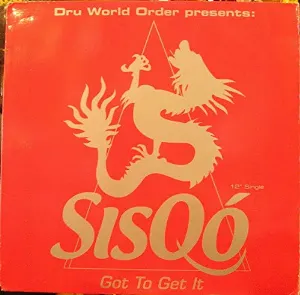 Dru World Order presents:
12" Single
SISQÓ
Got To Get It